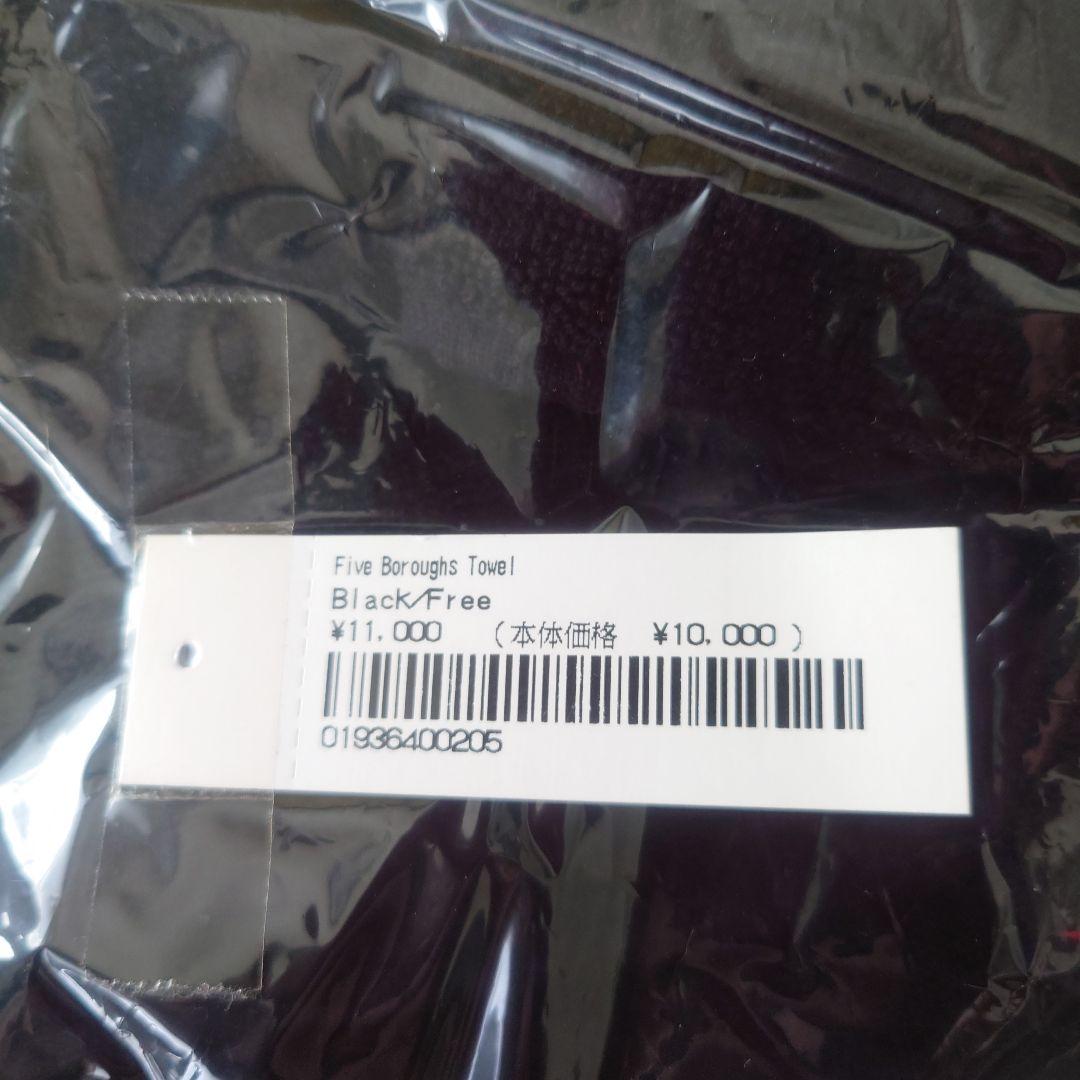 Five Boroughs Towel
Black/Free
¥11,000 (本体価格 ¥10,000 )
01936400205